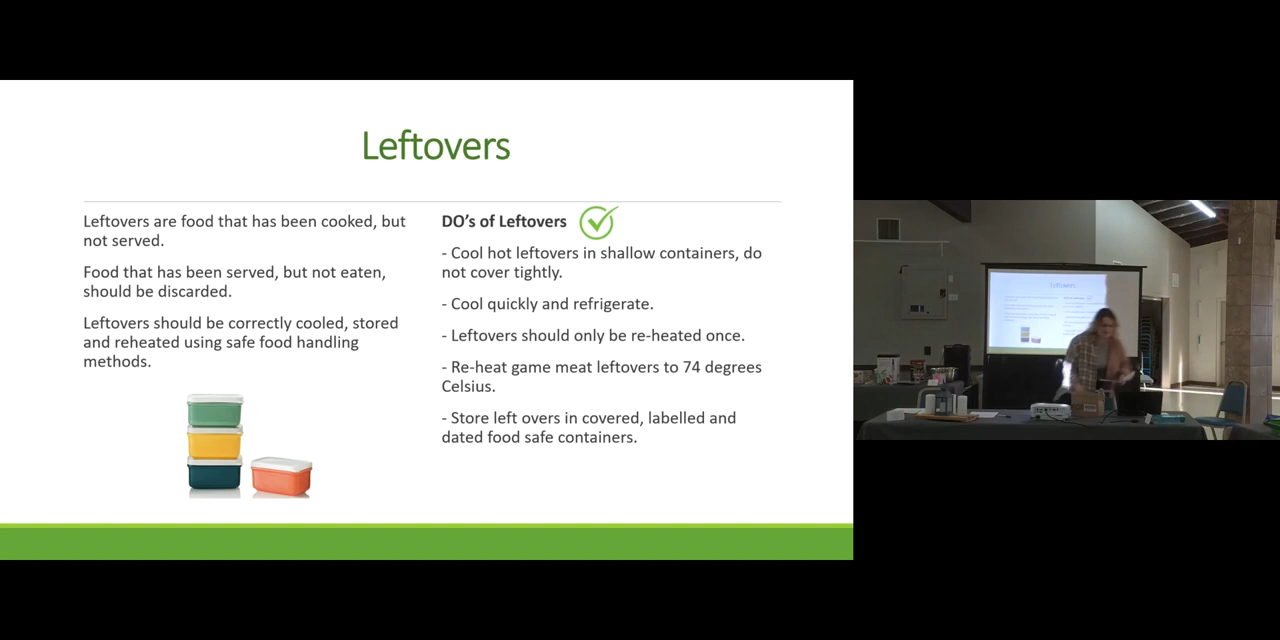 Leftovers
Leftovers are food that has been cooked, but
not served.
Food that has been served, but not eaten,
should be discarded.
Leftovers should be correctly cooled, stored
and reheated using safe food handling
methods.
DO’s of Leftovers
- Cool hot leftovers in shallow containers, do
not cover tightly.
- Cool quickly and refrigerate.
- Leftovers should only be re-heated once.
- Re-heat game meat leftovers to 74 degrees
Celsius.
- Store left overs in covered, labelled and
dated food safe containers.
Leftovers